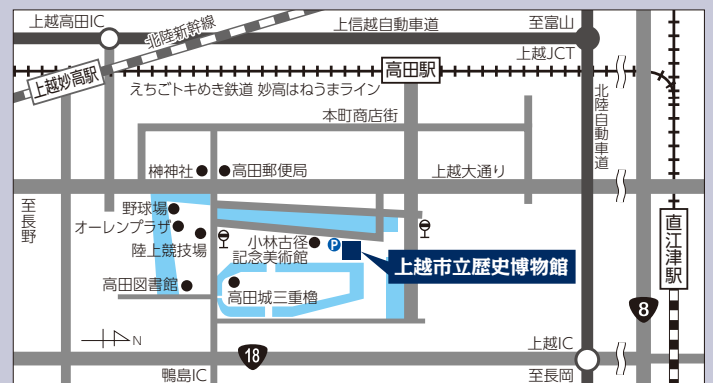 上越高田IC
北陸新幹線
上信越自動車道
至富山
上越JCT
上越妙高駅
高田駅
えちごトキめき鉄道 妙高はねうまライン
北陸自動車道
本町商店街
榊神社
高田郵便局
上越大通り
至長野
野球場
オーレンプラザ
陸上競技場
小林古径
記念美術館
P
上越市立歴史博物館
直江津駅
高田図書館
高田城三重櫓
8
N
18
上越IC
鴨島IC
至長岡